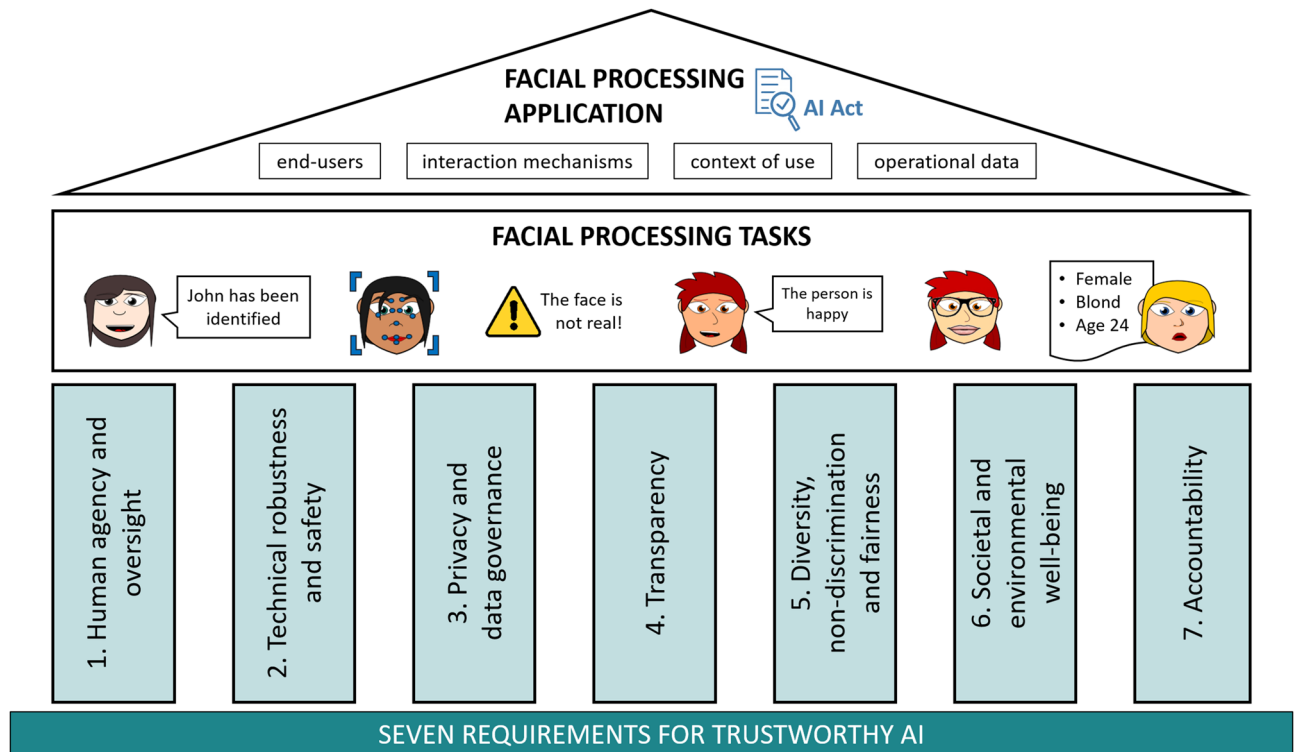 FACIAL PROCESSING
APPLICATION
AI Act
end-users
interaction mechanisms
context of use
operational data
FACIAL PROCESSING TASKS
John has been
identified
The face is
not real!
The person is
happy
• Female
• Blond
• Age 24
1. Human agency and
oversight
2. Technical robustness
and safety
3. Privacy and
data governance
4. Transparency
5. Diversity,
non-discrimination
and fairness
6. Societal and
environmental
well-being
7. Accountability
SEVEN REQUIREMENTS FOR TRUSTWORTHY AI